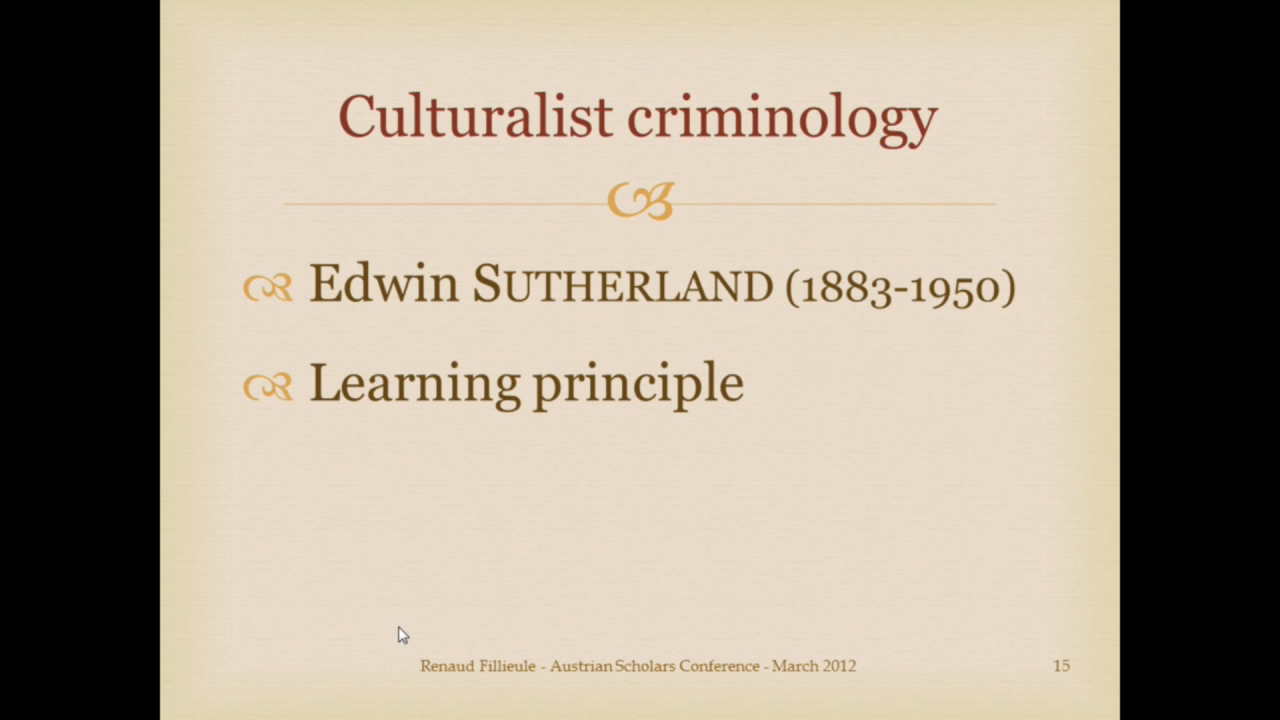 Culturalist criminology
Edwin SUTHERLAND (1883-1950)
Learning principle
Renaud Fillieule - Austrian Scholars Conference - March 2012
15